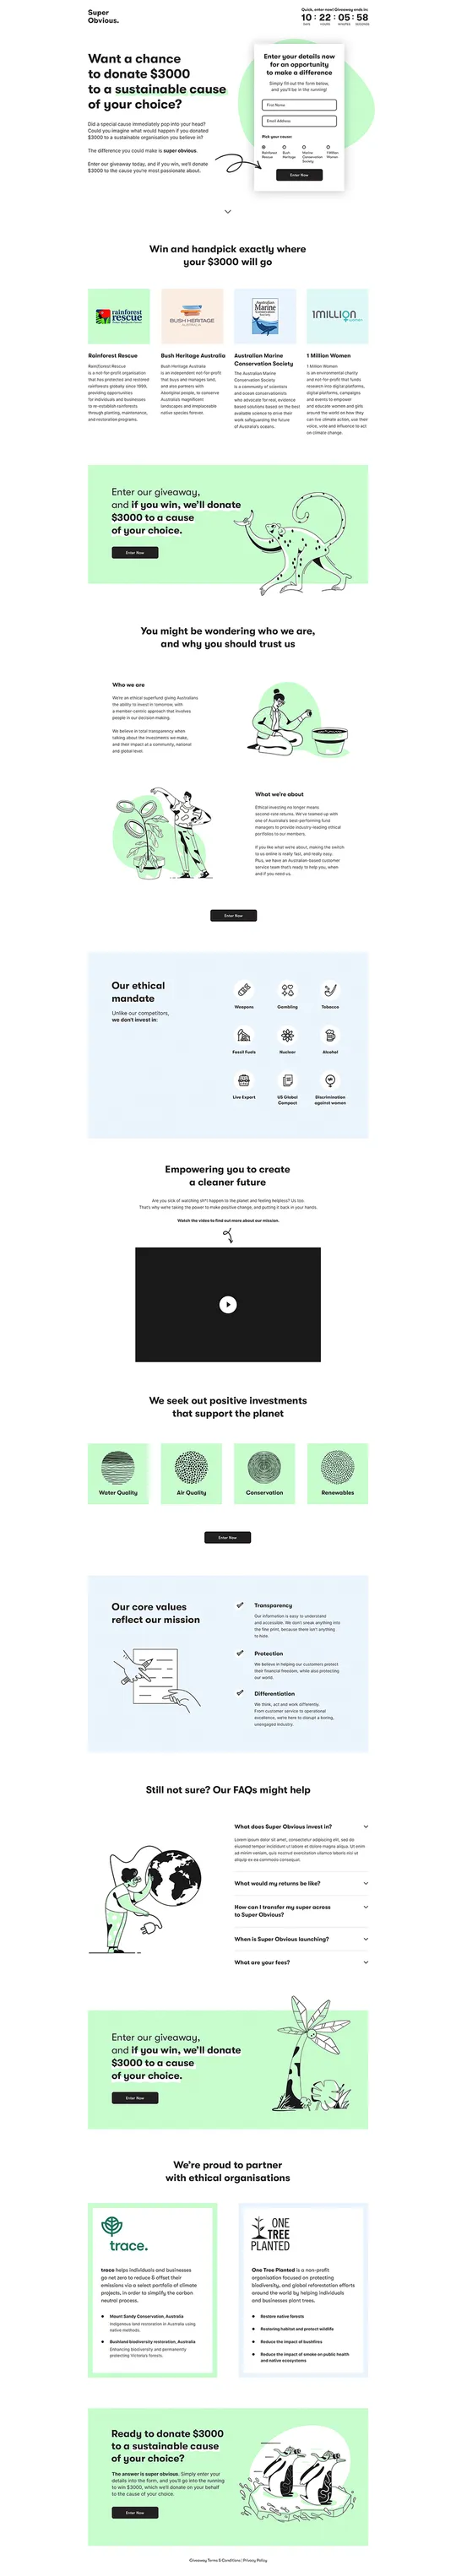 Super
Obvious.
Quick, enter now! Giveaway ends in:
10 : 22 : 05 : 58
DAYS HOURS MINUTES SECONDS
Want a chance
to donate $3000
to a sustainable cause
of your choice?
Did a special cause immediately pop into your head?
Could you imagine what would happen if you donated
$3000 to a sustainable organisation you believe in?
The difference you could make is super obvious.
Enter our giveaway today, and if you win, we'll donate
$3000 to the cause you're most passionate about.
Enter your details now
for an opportunity
to make a difference
Simply fill out the form below,
and you'll be in the running!
First Name
Email Address
Pick your cause:
Rainforest Rescue
Bush Heritage
Marine Conservation Society
1 Million Women
Enter Now
Win and handpick exactly where
your $3000 will go
rainforest
rescue
BUSH HERITAGE
AUSTRALIA
Australian
Marine
Conservation
Society
1MILLION
WOMEN
Rainforest Rescue
Rainforest Rescue
is a not-for-profit organisation
that has protected and restored
rainforests globally since 1998,
providing opportunities
for individuals and businesses
to re-establish rainforests
through planting, maintenance,
and restoration programs.
Bush Heritage Australia
Bush Heritage Australia
is an independent not-for-profit
that buys and manages land,
and also partners with
Aboriginal people, to conserve
Australia's magnificent
landscapes and irreplaceable
native species forever.
Australian Marine
Conservation Society
The Australian Marine
Conservation Society
is a community of scientists
and ocean conservationists
who advocate for real, evidence
based solutions based on the best
available science to drive their
work safeguarding the future
of Australia's oceans.
1 Million Women
1 Million Women
is an environmental charity
and non-profit that funds
research into digital platforms,
digital platforms, campaigns
and events to empower
and educate women and girls
around the world on how they
can live climate action, use their
voice, vote and influence to act
on climate change.
Enter our giveaway,
and if you win, we'll donate
$3000 to a cause
of your choice.
Enter Now
You might be wondering who we are,
and why you should trust us
Who we are
We're an ethical superfund giving Australians
the ability to invest in tomorrow, with
a member-centric approach that involves
people in our decision making.
We believe in total transparency when
talking about the investments we make,
and their impact at a community, national
and global level.
What we're about
Ethical investing no longer means
second-rate returns. We've teamed up with
one of Australia's best-performing fund
managers to provide industry-leading ethical
portfolios to our members.
If you like what we're about, making the switch
to us online is really fast, and really easy.
Plus, we have an Australian-based customer
service team that's ready to help you, when
and if you need us.
Enter Now
Our ethical
mandate
Unlike our competitors,
we don't invest in:
Weapons
Gambling
Tobacco
Fossil Fuels
Nuclear
Alcohol
Live Export
US Global
Compact
Discrimination
against women
Empowering you to create
a cleaner future
Are you sick of watching sh*t happen to the planet and feeling helpless? Us too.
That's why we're taking the power to make positive change, and putting it back in your hands.
Watch the video to find out more about our mission.
We seek out positive investments
that support the planet
Water Quality
Air Quality
Conservation
Renewables
Enter Now
Our core values
reflect our mission
Transparency
Our information is easy to understand
and accessible. We don't sneak anything into
the fine print, because there isn't anything
to hide.
Protection
We believe in helping our customers protect
their financial freedom, while also protecting
our world.
Differentiation
We think, act and work differently.
From customer service to operational
excellence, we're here to disrupt a boring,
unengaged industry.
Still not sure? Our FAQs might help
What does Super Obvious invest in?
Lorem ipsum dolor sit amet, consectetur adipiscing elit, sed do
eiusmod tempor incididunt ut labore et dolore magna aliqua. Ut enim
ad minim veniam, quis nostrud exercitation ullamco laboris nisi ut
aliquip ex ea commodo consequat.
What would my returns be like?
How can I transfer my super across
to Super Obvious?
When is Super Obvious launching?
What are your fees?
Enter our giveaway,
and if you win, we'll donate
$3000 to a cause
of your choice.
Enter Now
We're proud to partner
with ethical organisations
trace.
trace helps individuals and businesses
go net zero to reduce & offset their
emissions via a select portfolio of climate
projects, in order to simplify the carbon
neutral process.
Mount Sandy Conservation, Australia
Indigenous land restoration in Australia using
native methods.
Bushland biodiversity restoration, Australia
Enhancing biodiversity and permanently
protecting Victoria's forests.
ONE
TREE
PLANTED
One Tree Planted is a non-profit
organisation focused on protecting
biodiversity, and global reforestation efforts
around the world by helping individuals
and businesses plant trees.
Restore native forests
Restoring habitat and protect wildlife
Reduce the impact of bushfires
Reduce the impact of smoke on public health
and native ecosystems
Ready to donate $3000
to a sustainable cause
of your choice?
The answer is super obvious. Simply enter your
details into the form, and you'll go into the running
to win $3000, which we'll donate on your behalf
to the cause of your choice.
Enter Now
Giveaway Terms & Conditions | Privacy Policy